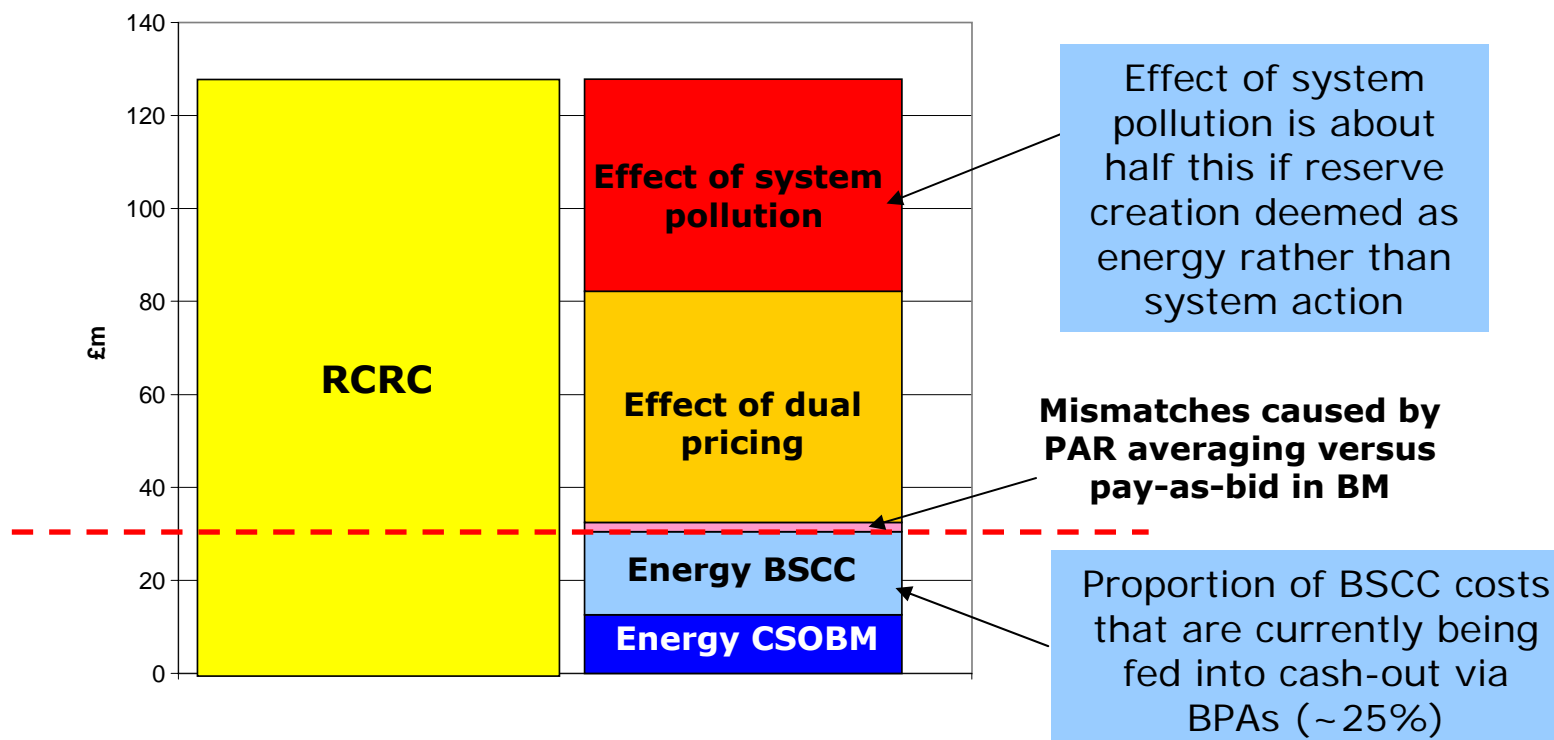 140
120
100
80
60
40
20
0
£m
RCRC
Effect of system
pollution
Effect of dual
pricing
Energy BSCC
Energy CSOBM
Effect of system
pollution is about
half this if reserve
creation deemed as
energy rather than
system action
Mismatches caused by
PAR averaging versus
pay-as-bid in BM
Proportion of BSCC costs
that are currently being
fed into cash-out via
BPAs (~25%)